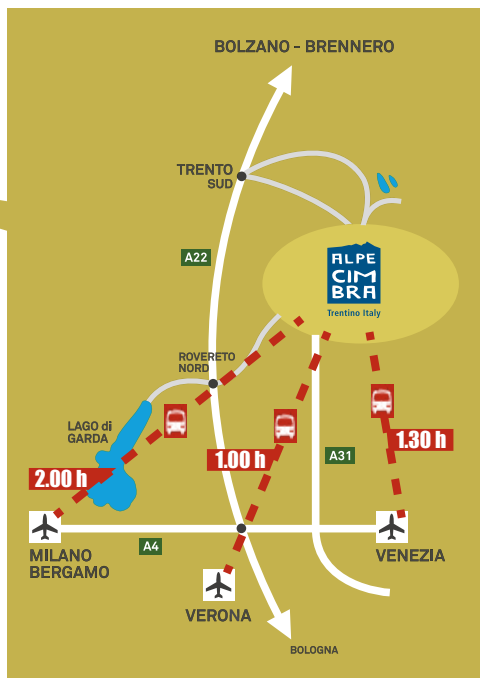 BOLZANO - BRENNERO
TRENTO
SUD
A22
ALPE
CIM
BRA
Trentino Italy
ROVERETO
NORD
LAGO di
GARDA
2.00 h
1.00 h
A31
1.30 h
MILANO
BERGAMO
A4
VENEZIA
VERONA
BOLOGNA